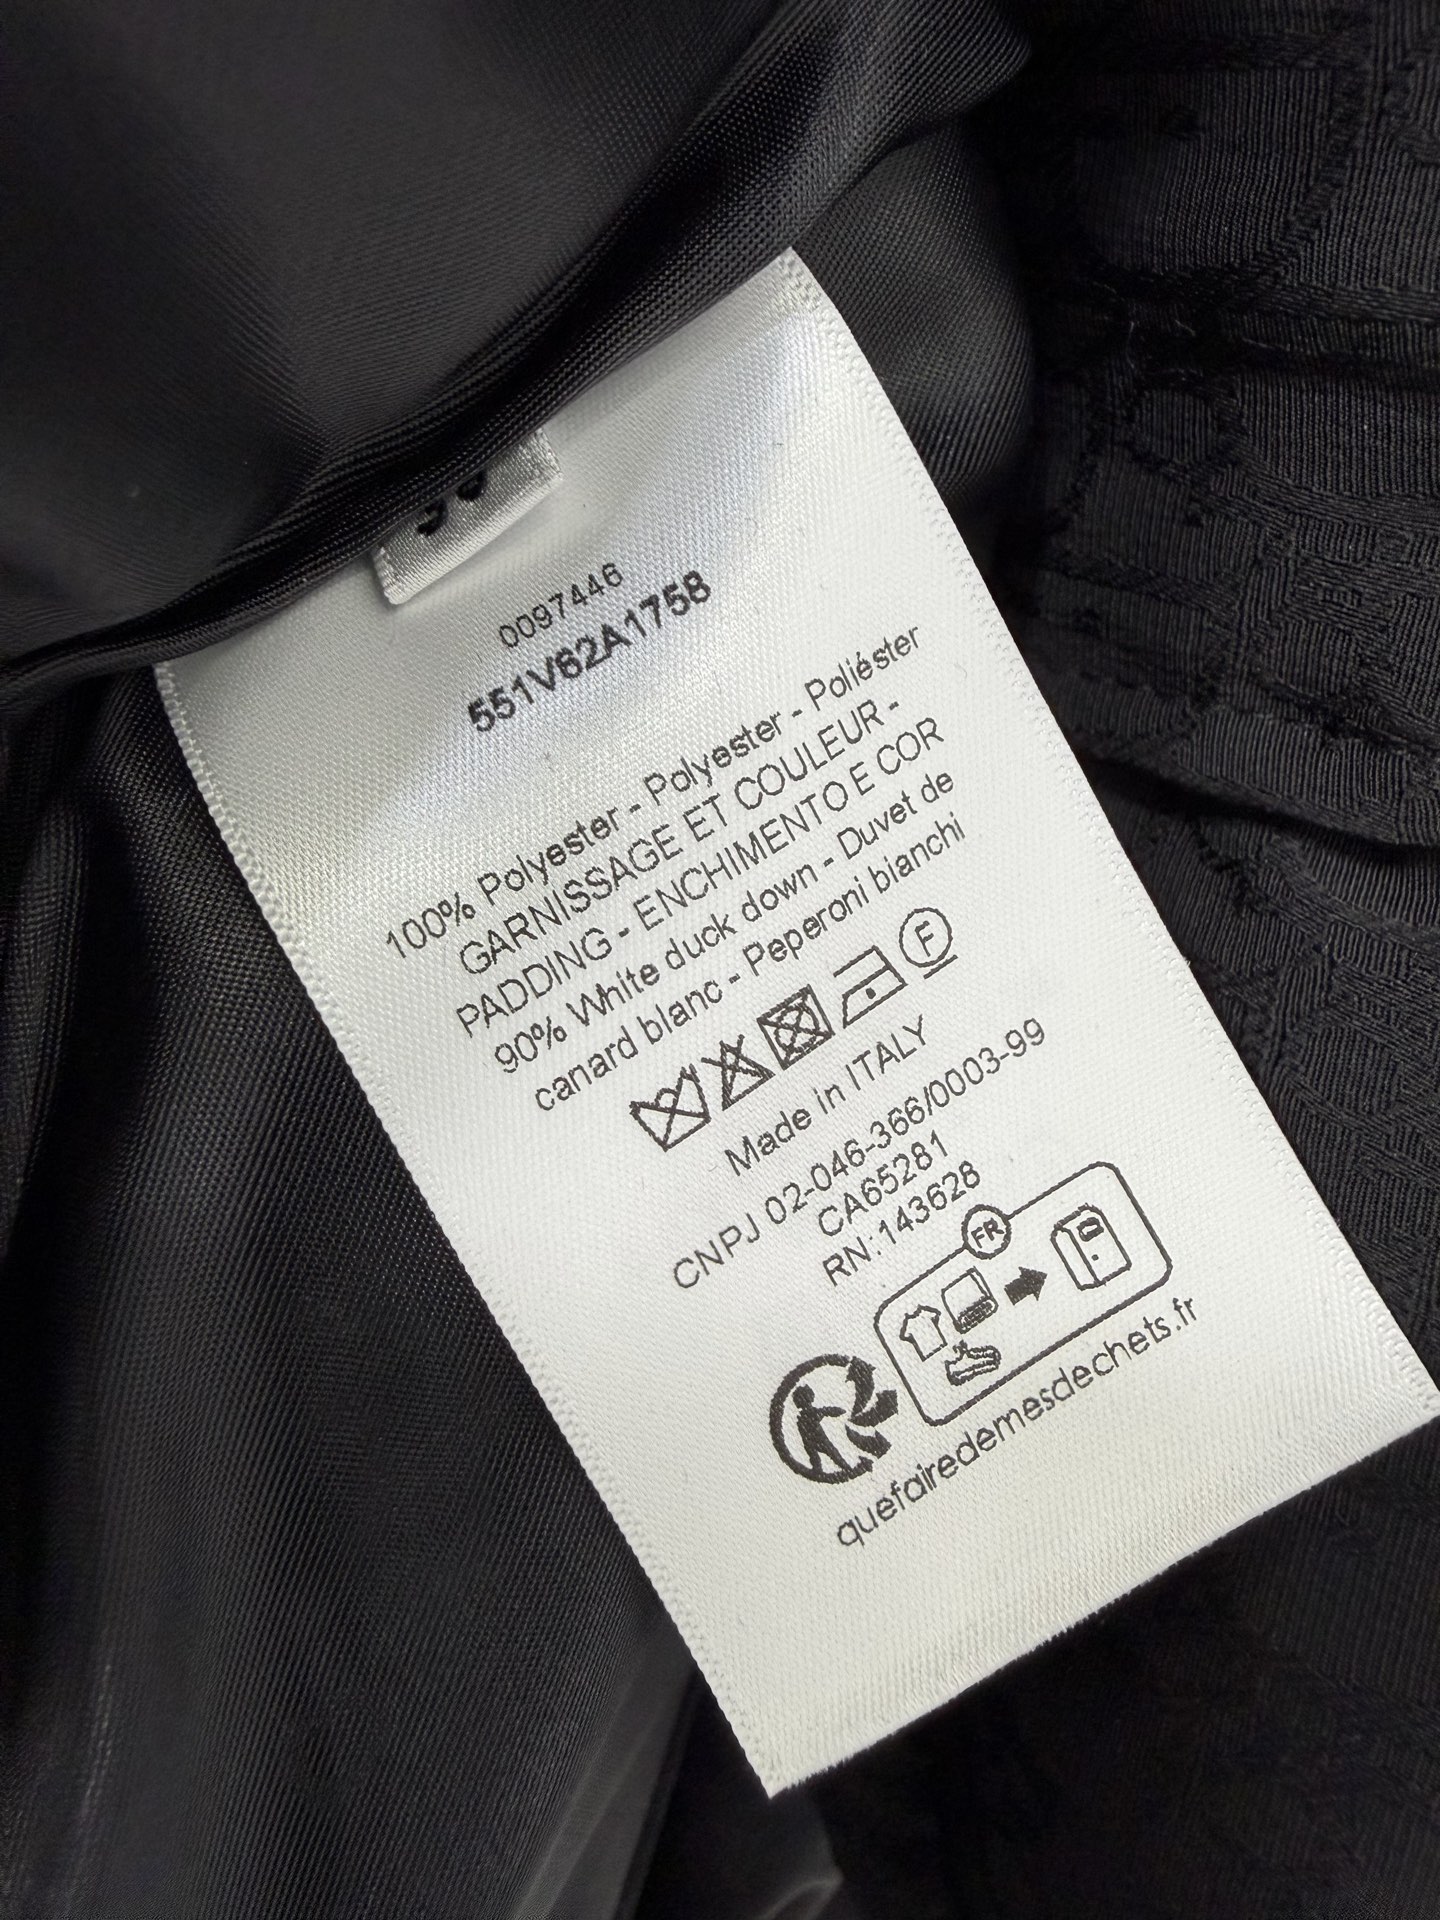 0097446
551V62A1758
100% Polyester - Polyester - Poliéster
GARNISSAGE ET COULEUR -
PADDING - ENCHIMENTO E COR
90% White duck down - Duvet de
canard blanc - Peperoni bianchi
F
Made in ITALY
CNPJ 02-046-366/0003-99
CA65281
RN:143628
FR
quefairedemesdechets.fr